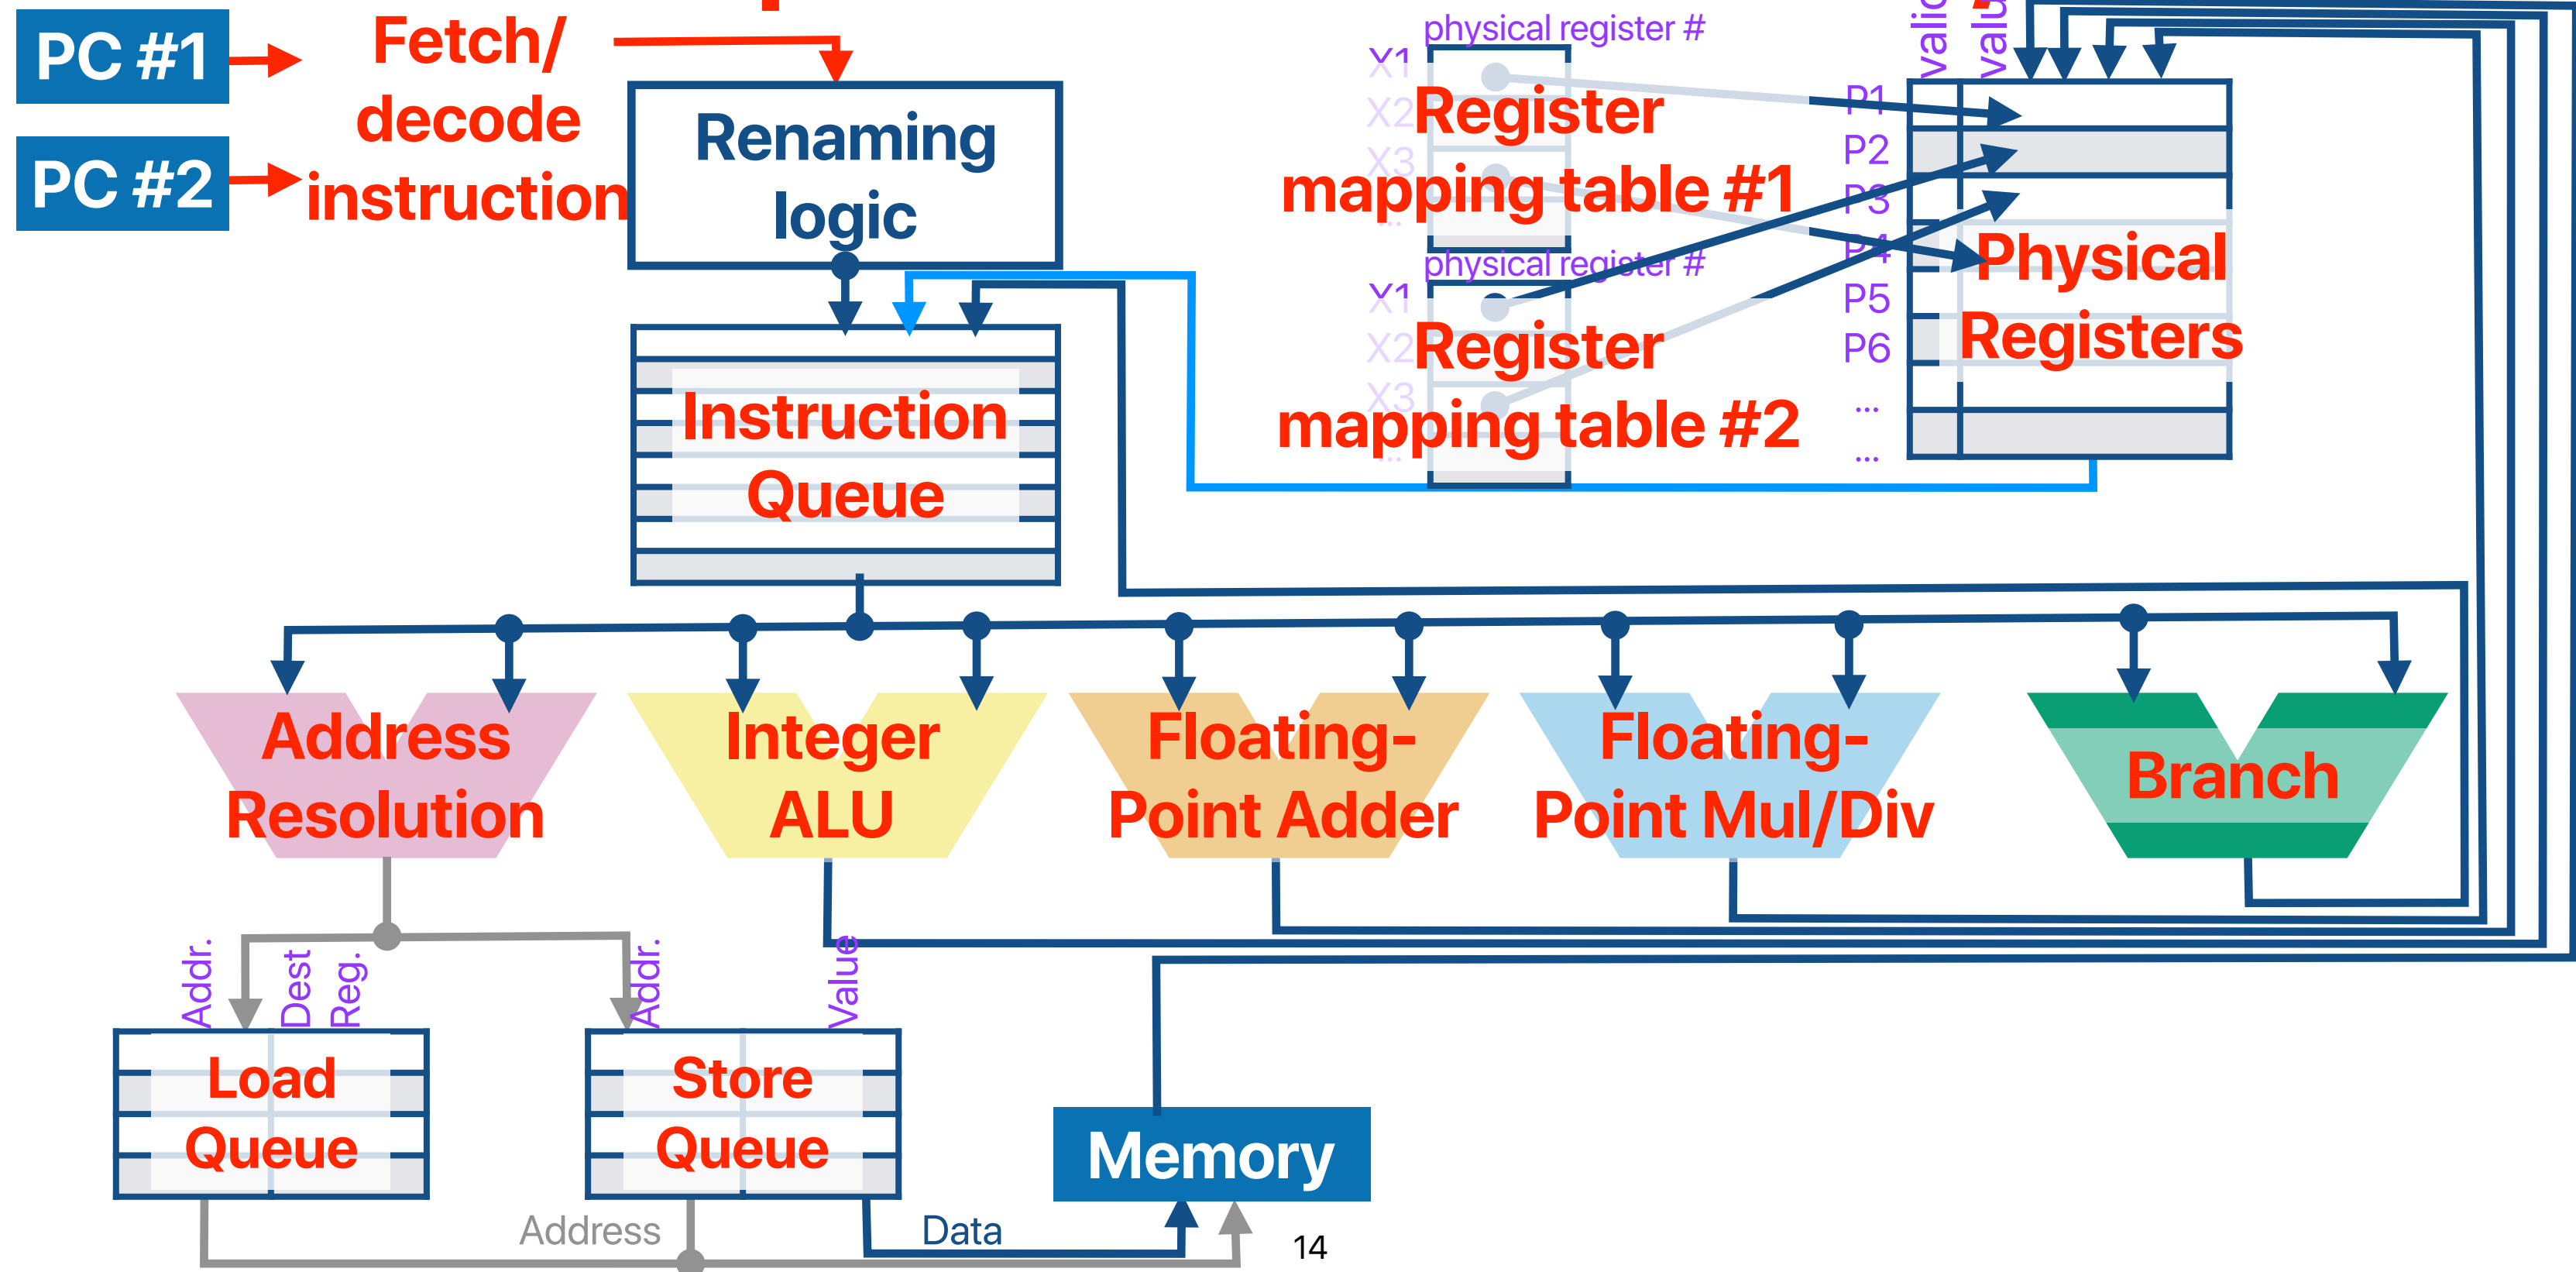 PC #1
PC #2
Fetch/
decode
instruction
Renaming
logic
physical register #
X1
X2
X3
...
Register
mapping table #1
physical register #
X1
X2
X3
...
Register
mapping table #2
valid
P1
P2
P3
P4
P5
P6
...
...
Physical
Registers
Instruction
Queue
Address
Resolution
Integer
ALU
Floating-
Point Adder
Floating-
Point Mul/Div
Branch
Addr.
Dest
Reg.
Addr.
Value
Load
Queue
Store
Queue
Memory
Address
Data
14